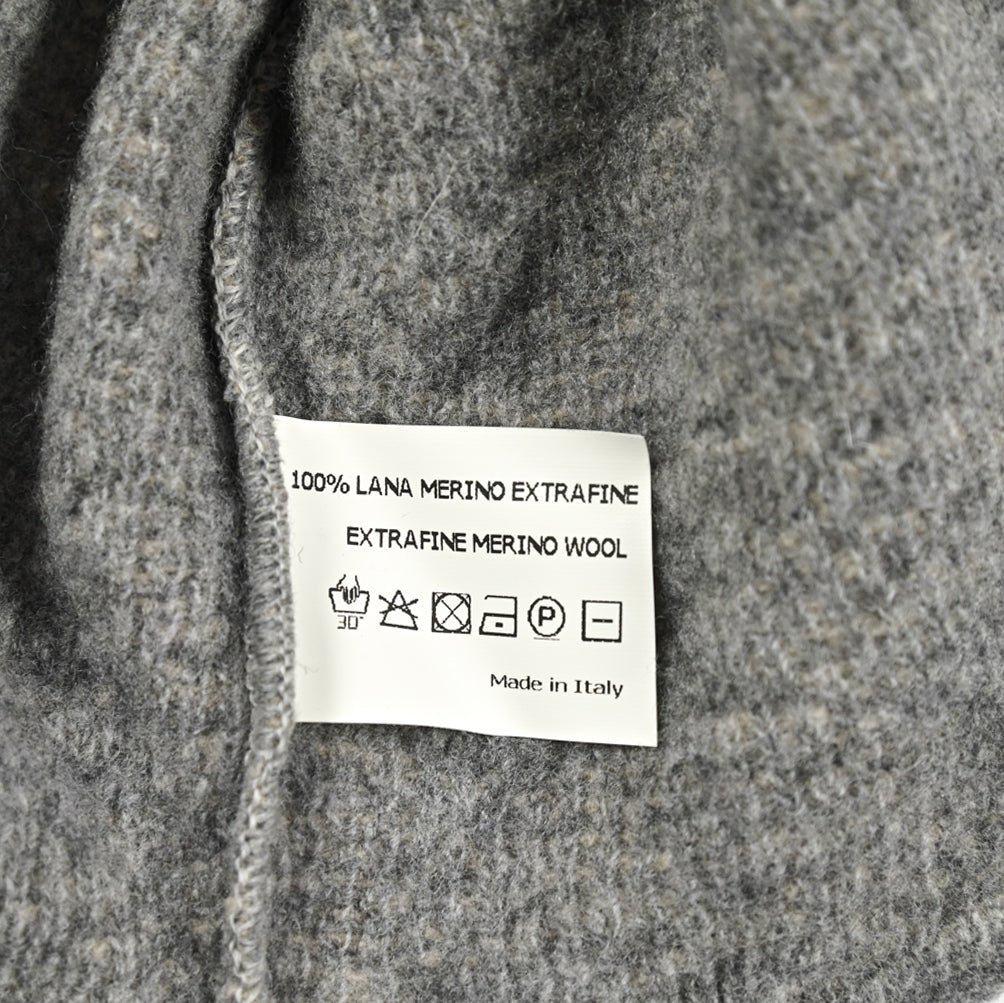 100% LANA MERINO EXTRAFINE
EXTRAFINE MERINO WOOL
30° P
Made in Italy